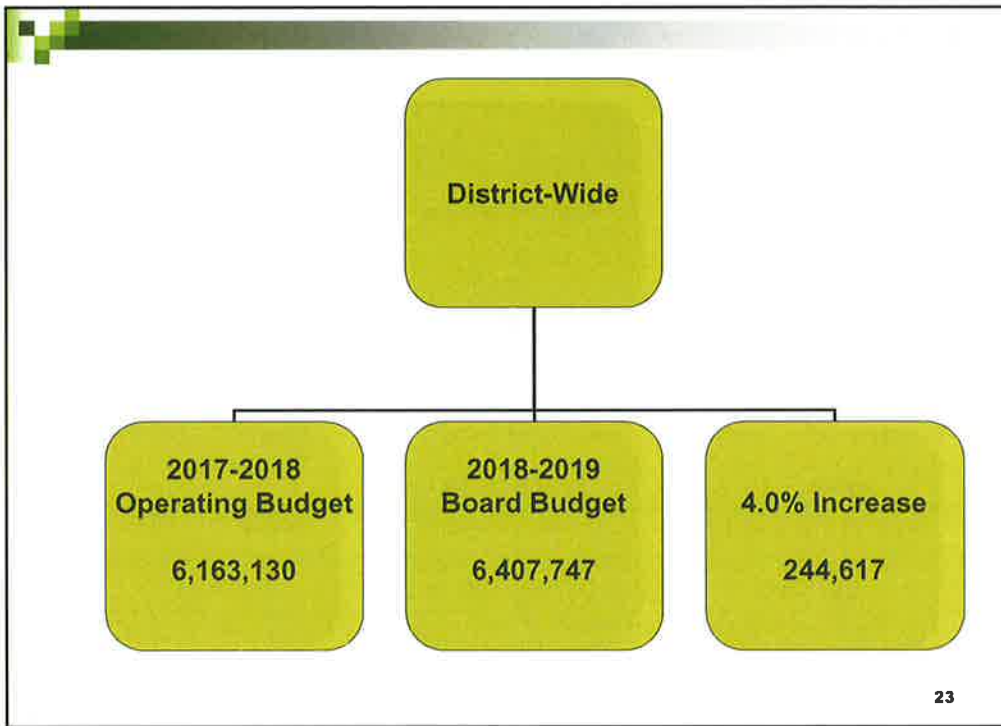 District-Wide
2017-2018
Operating Budget
6,163,130
2018-2019
Board Budget
6,407,747
4.0% Increase
244,617
23